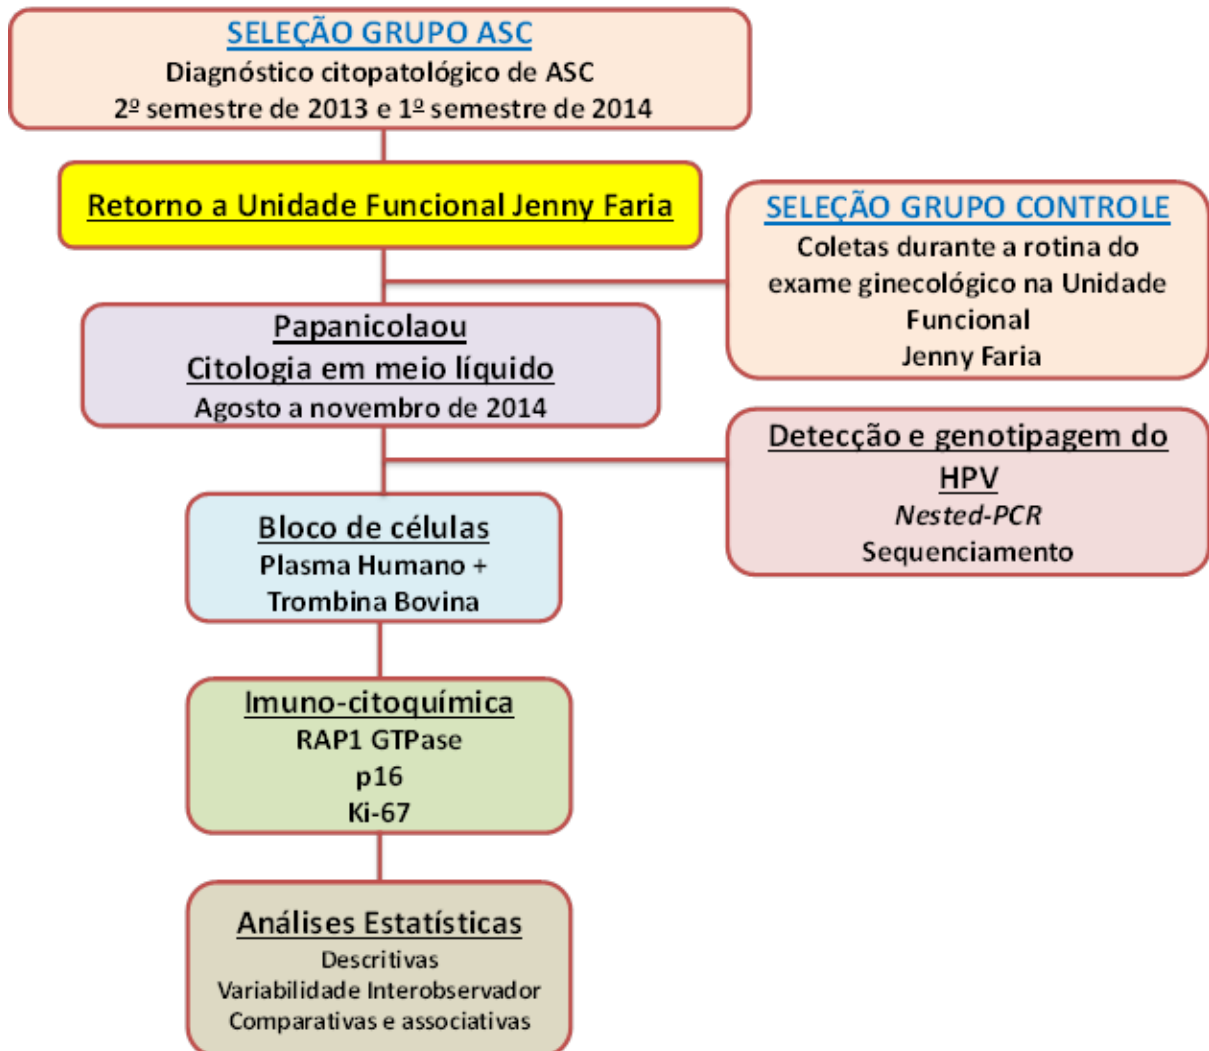 SELEÇÃO GRUPO ASC
Diagnóstico citopatológico de ASC
2º semestre de 2013 e 1º semestre de 2014
Retorno a Unidade Funcional Jenny Faria
SELEÇÃO GRUPO CONTROLE
Coletas durante a rotina do
exame ginecológico na Unidade
Funcional
Jenny Faria
Papanicolaou
Citologia em meio líquido
Agosto a novembro de 2014
Detecção e genotipagem do
HPV
Nested-PCR
Sequenciamento
Bloco de células
Plasma Humano +
Trombina Bovina
Imuno-citoquímica
RAP1 GTPase
p16
Ki-67
Análises Estatísticas
Descritivas
Variabilidade Interobservador
Comparativas e associativas